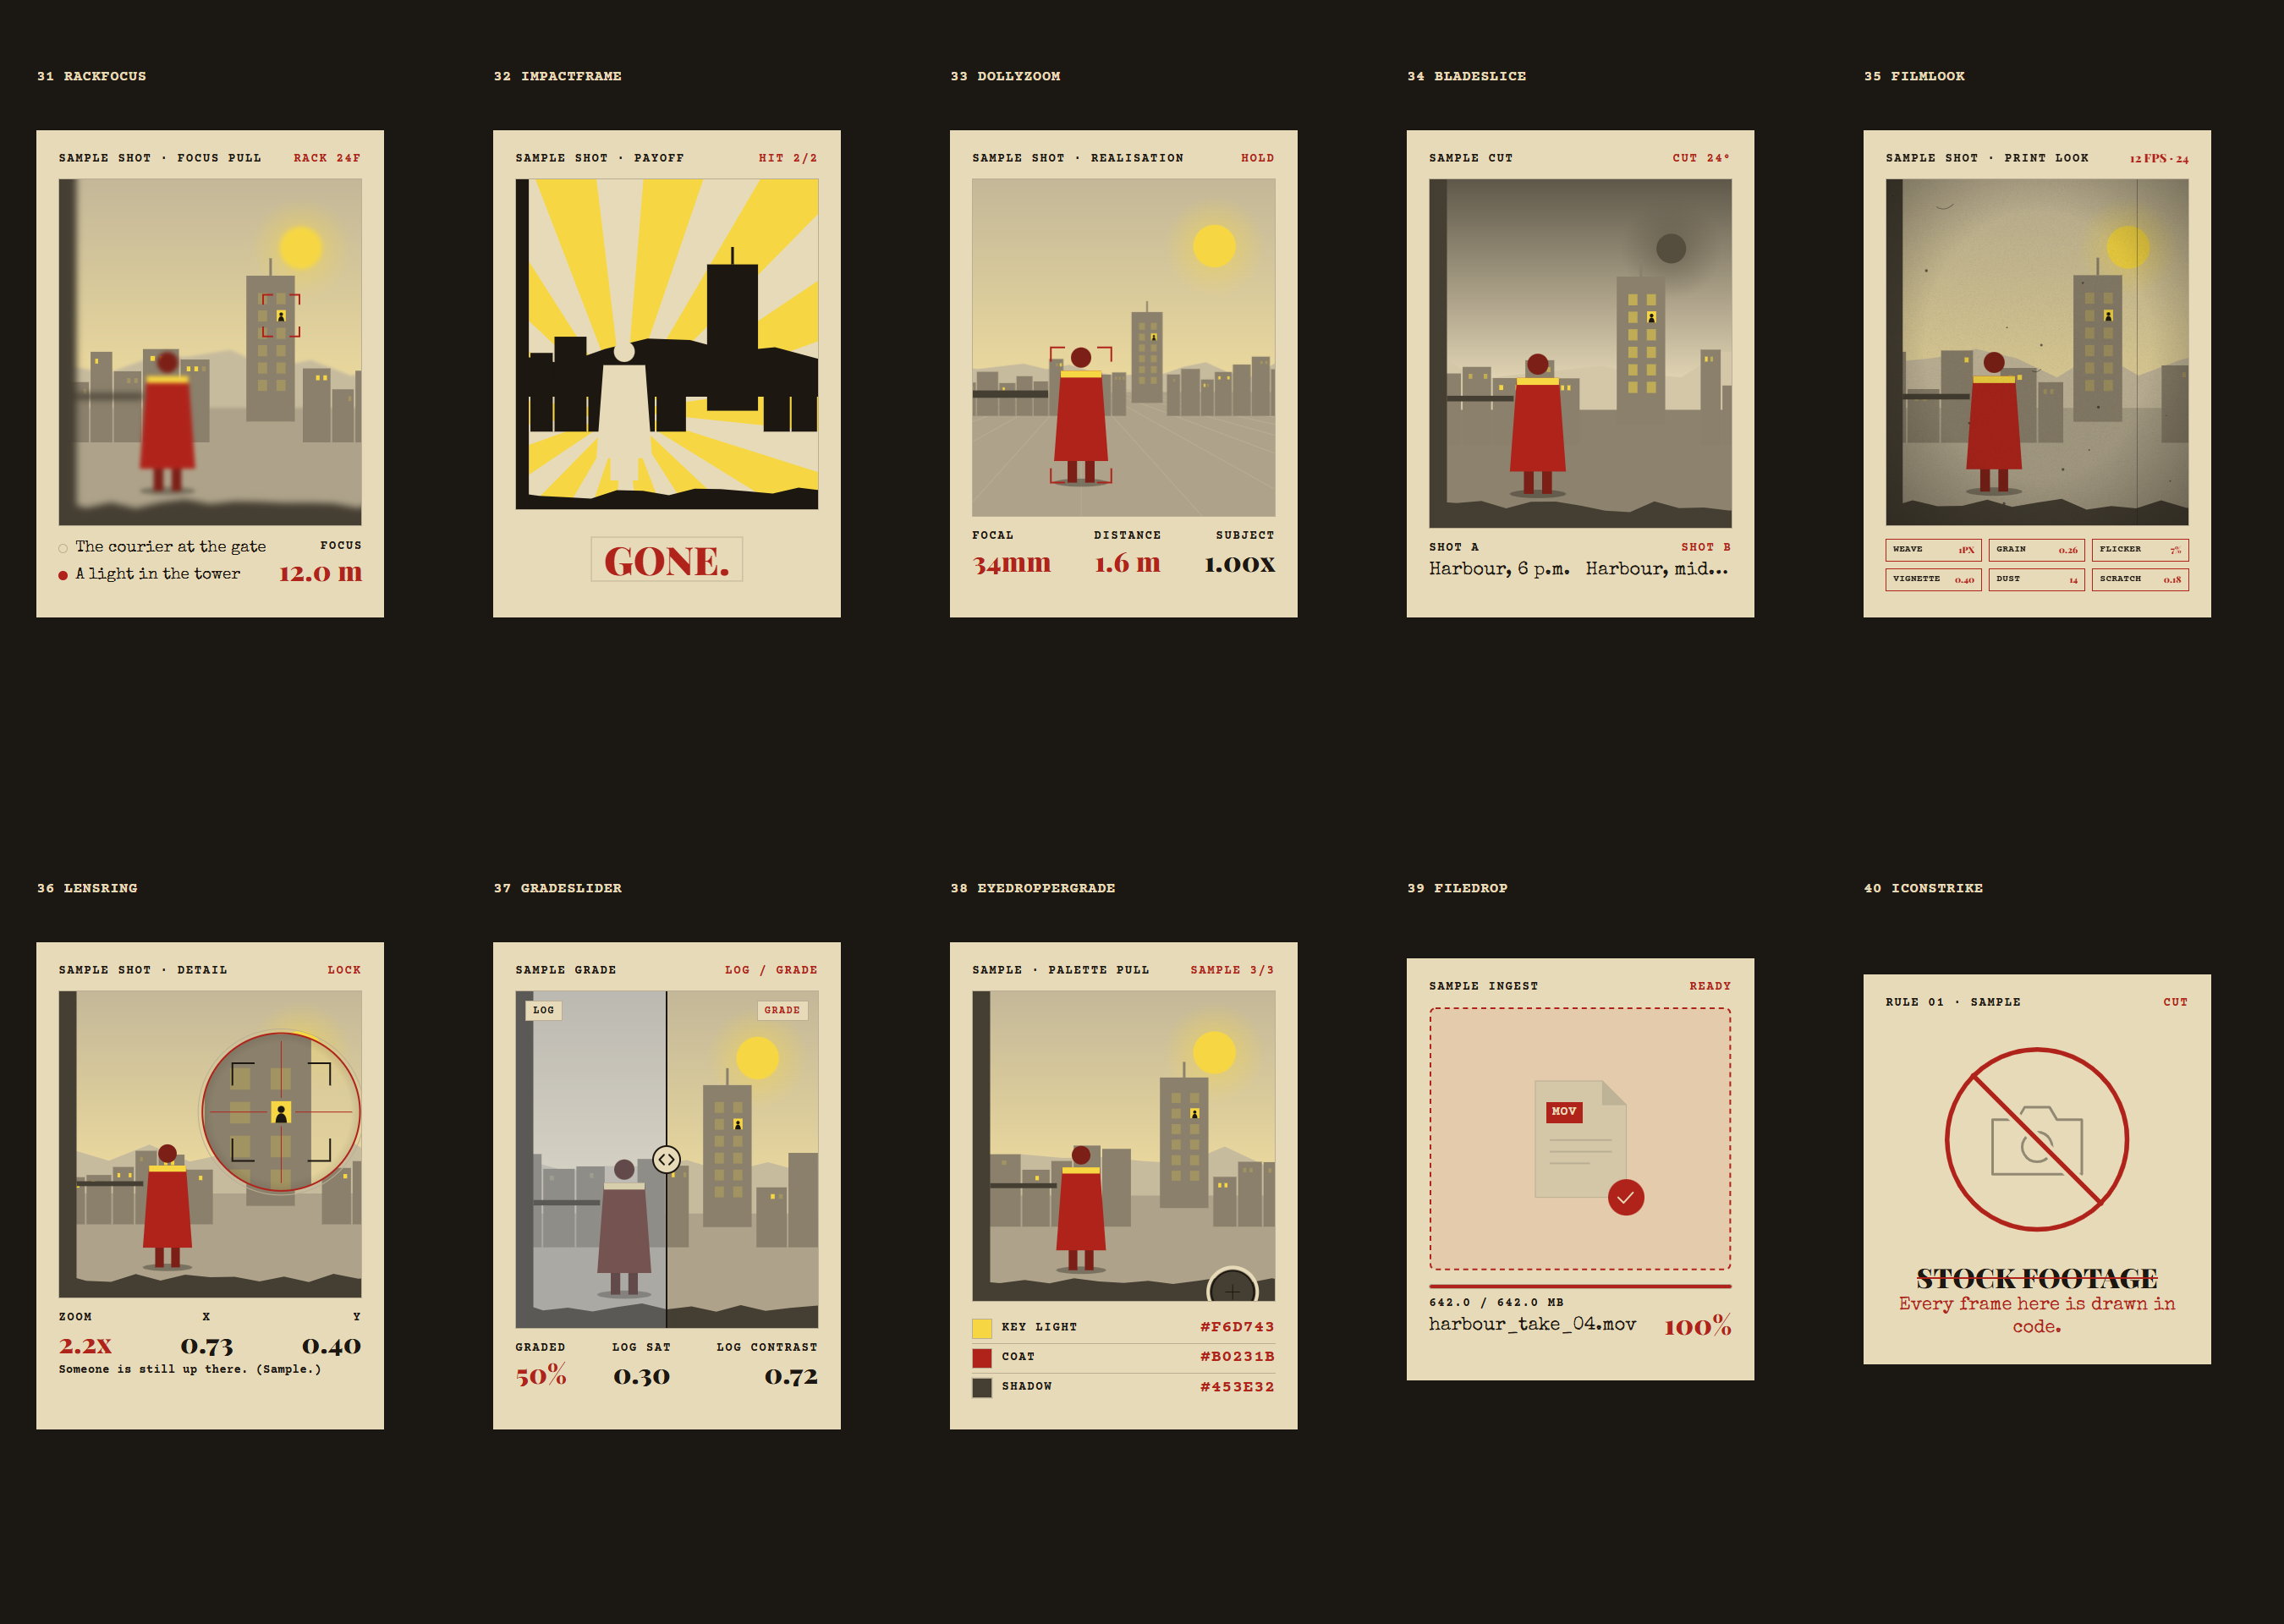 31 RACKFOCUS
32 IMPACTFRAME
33 DOLLYZOOM
34 BLADESLICE
35 FILMLOOK
SAMPLE SHOT · FOCUS PULL
RACK 24F
The courier at the gate
A light in the tower
FOCUS
12.0 m
SAMPLE SHOT · PAYOFF
HIT 2/2
GONE.
SAMPLE SHOT · REALISATION
HOLD
FOCAL
34mm
DISTANCE
1.6 m
SUBJECT
1.00x
SAMPLE CUT
CUT 24°
SHOT A
Harbour, 6 p.m.
SHOT B
Harbour, mid...
SAMPLE SHOT · PRINT LOOK
12 FPS · 24
WEAVE 1PX
GRAIN 0.26
FLICKER 7%
VIGNETTE 0.40
DUST 14
SCRATCH 0.18
36 LENSRING
37 GRADESLIDER
38 EYEDROPPERGRADE
39 FILEDROP
40 ICONSTRIKE
SAMPLE SHOT · DETAIL
LOCK
ZOOM
2.2x
X
0.73
Y
0.40
Someone is still up there. (Sample.)
SAMPLE GRADE
LOG / GRADE
LOG
GRADE
GRADED
50%
LOG SAT
0.30
LOG CONTRAST
0.72
SAMPLE · PALETTE PULL
SAMPLE 3/3
KEY LIGHT #F6D743
COAT #B0231B
SHADOW #453E32
SAMPLE INGEST
READY
MOV
642.0 / 642.0 MB
harbour_take_04.mov
100%
RULE 01 · SAMPLE
CUT
STOCK FOOTAGE
Every frame here is drawn in
code.